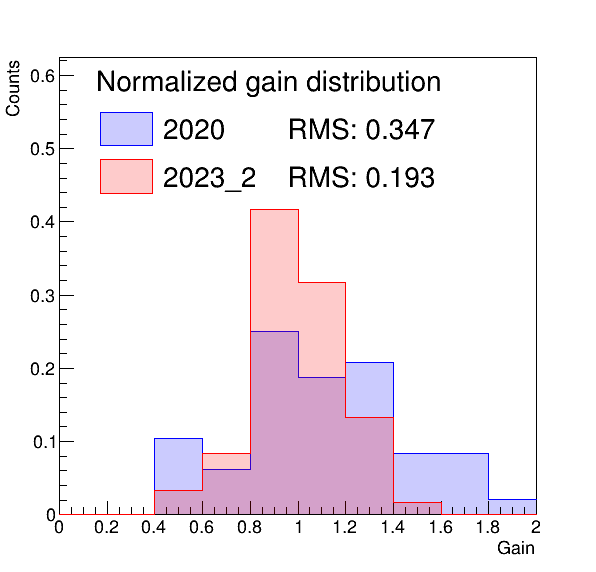 Normalized gain distribution
2020 RMS: 0.347
2023_2 RMS: 0.193
Counts
0.6
0.5
0.4
0.3
0.2
0.1
0
0 0.2 0.4 0.6 0.8 1 1.2 1.4 1.6 1.8 2
Gain